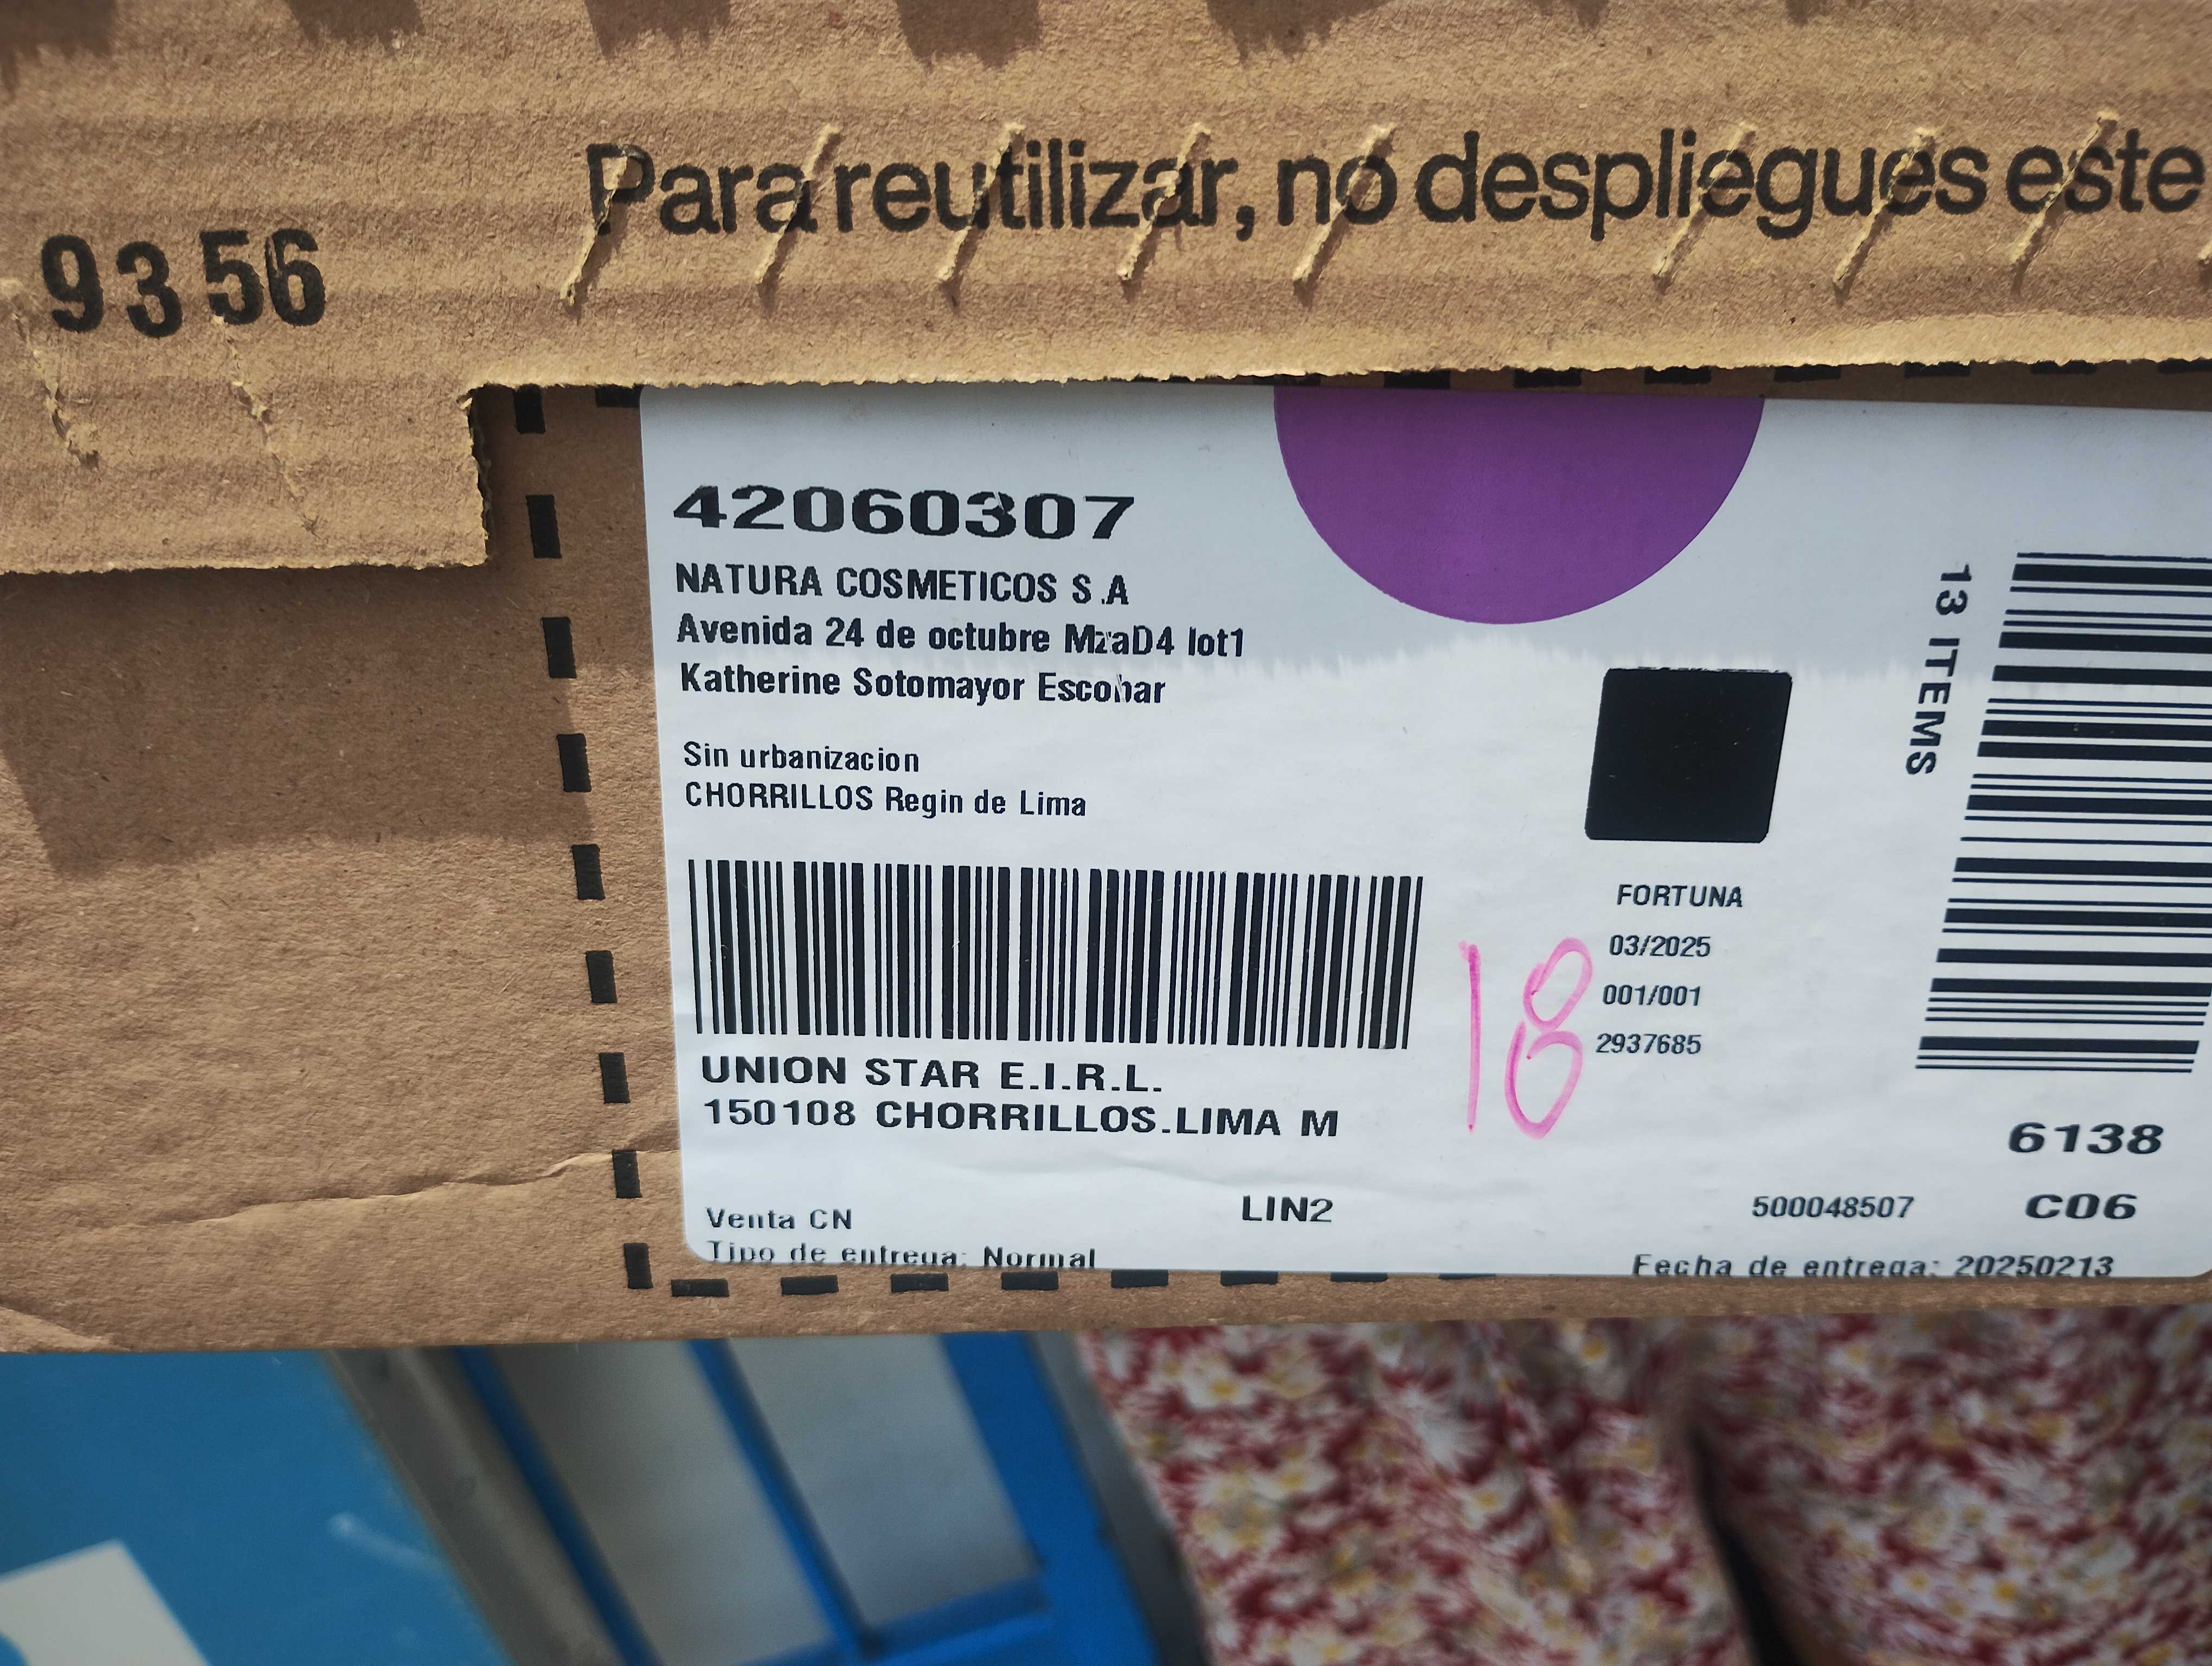 Para reutilizar, no despliegues este
9356
42060307
NATURA COSMETICOS S.A
Avenida 24 de octubre MzaD4 lot1
Katherine Sotomayor Escobar
Sin urbanizacion
CHORRILLOS Regin de Lima
13 ITEMS
FORTUNA
03/2025
001/001
2937685
18
UNION STAR E.I.R.L.
150108 CHORRILLOS.LIMA M
6138
Venta CN LIN2 500048507 C06
Tipo de entrega: Normal Fecha de entrega: 20250213